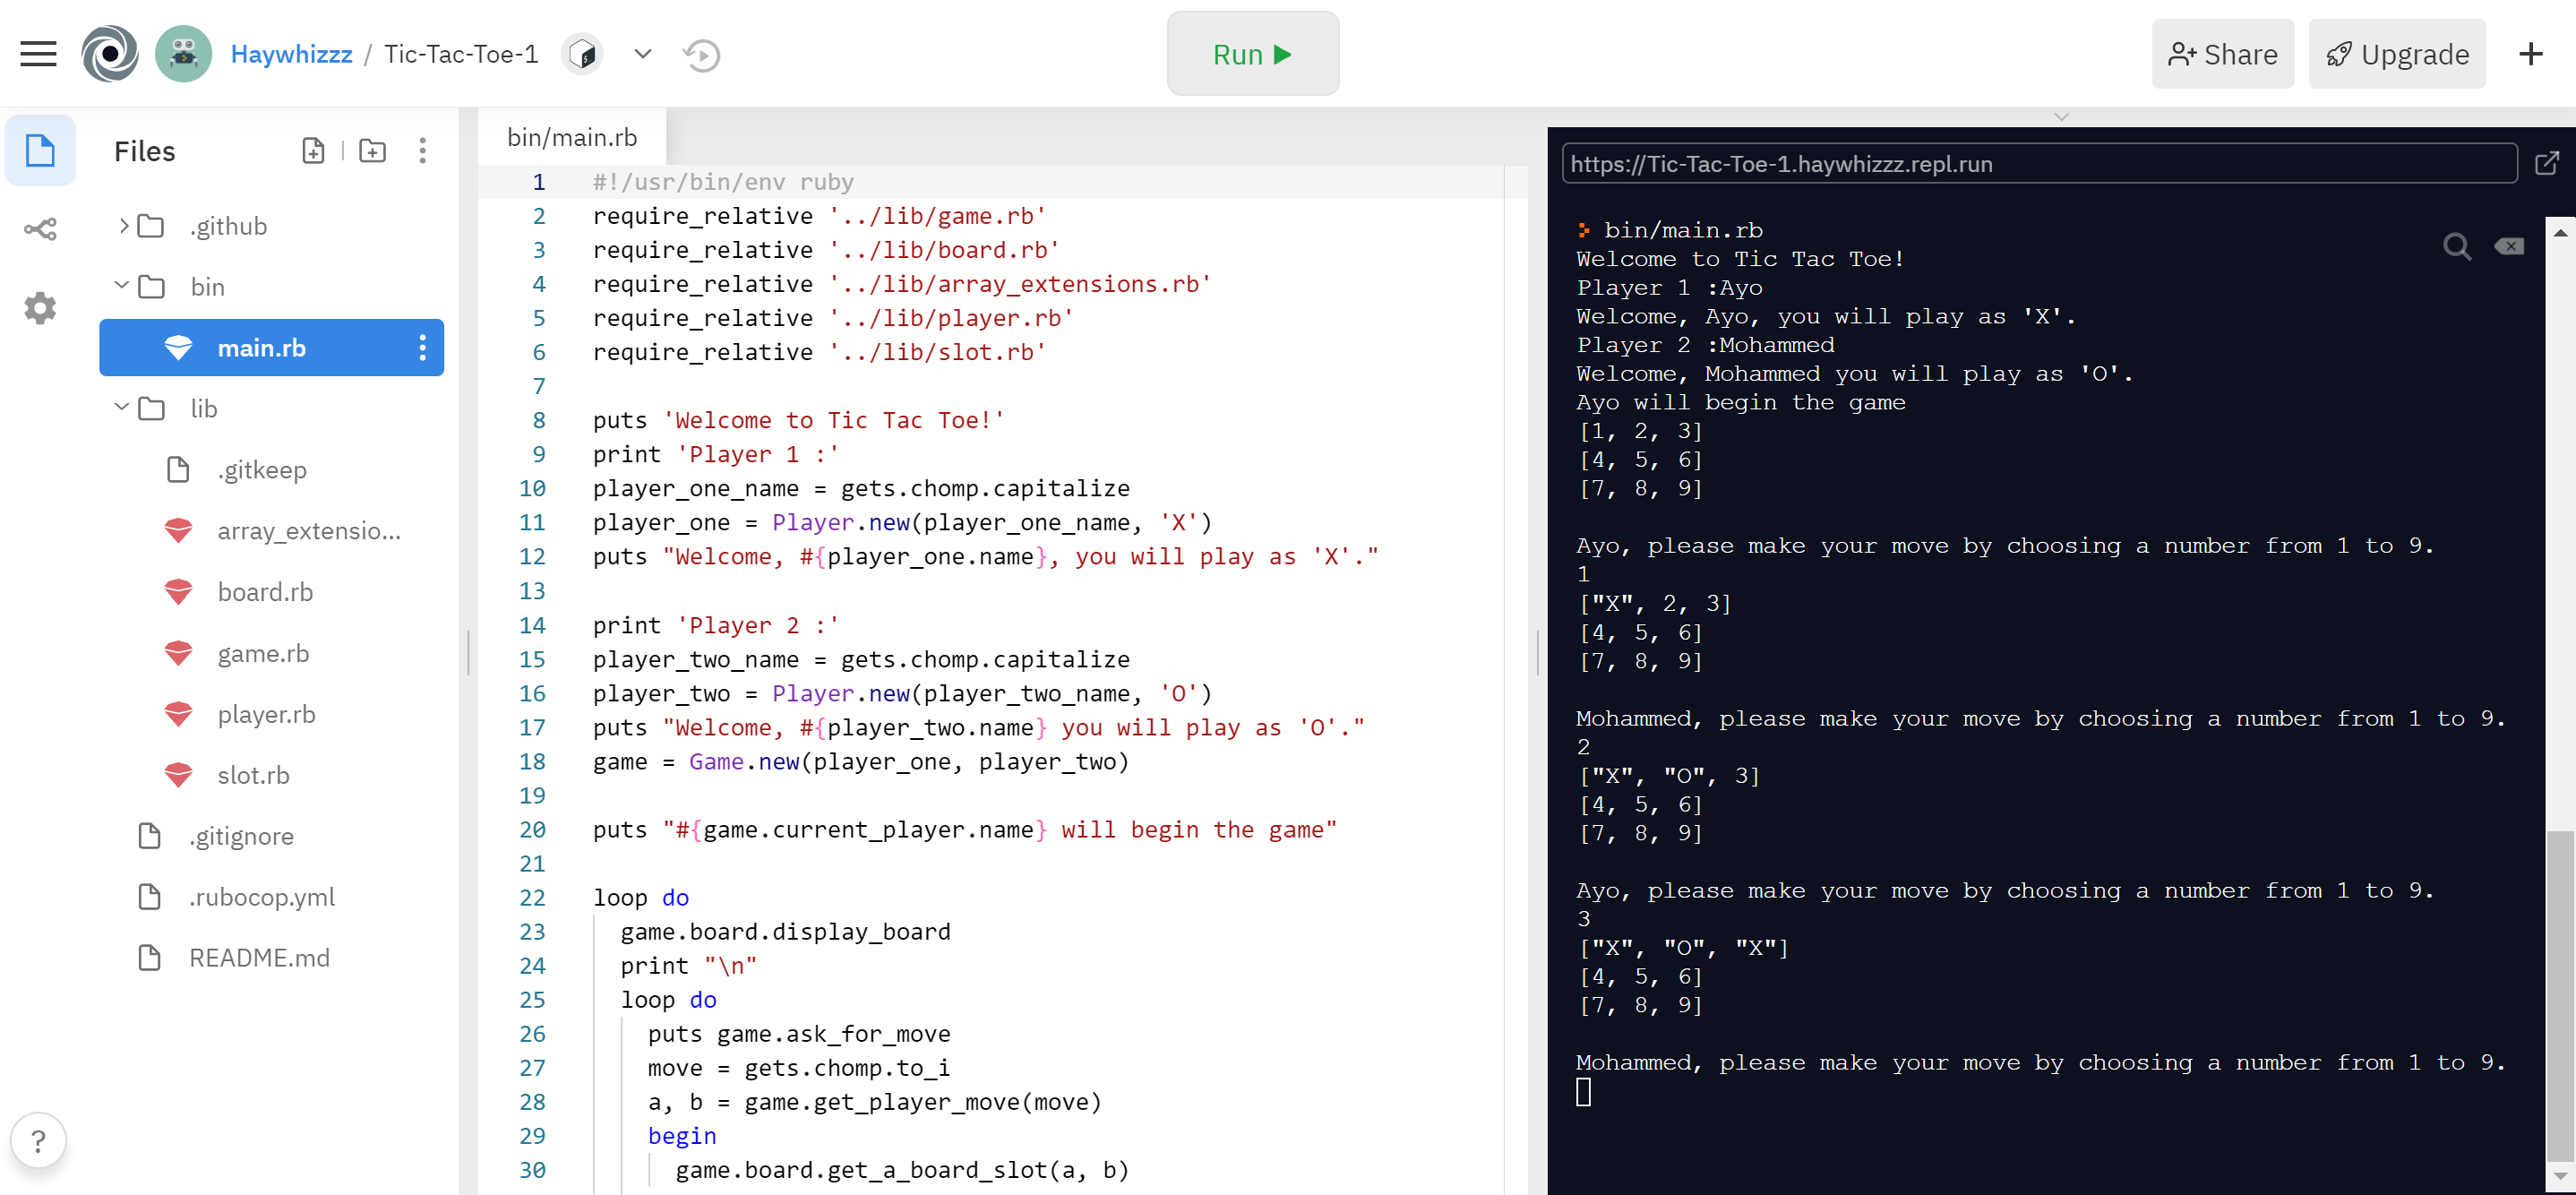 Haywhizzz / Tic-Tac-Toe-1
Run
Share
Upgrade
Files
.github
bin
main.rb
lib
.gitkeep
array_extensio...
board.rb
game.rb
player.rb
slot.rb
.gitignore
.rubocop.yml
README.md
?
bin/main.rb
1 #!/usr/bin/env ruby
2 require_relative '../lib/game.rb'
3 require_relative '../lib/board.rb'
4 require_relative '../lib/array_extensions.rb'
5 require_relative '../lib/player.rb'
6 require_relative '../lib/slot.rb'
7
8 puts 'Welcome to Tic Tac Toe!'
9 print 'Player 1 :'
10 player_one_name = gets.chomp.capitalize
11 player_one = Player.new(player_one_name, 'X')
12 puts "Welcome, #{player_one.name}, you will play as 'X'."
13
14 print 'Player 2 :'
15 player_two_name = gets.chomp.capitalize
16 player_two = Player.new(player_two_name, 'O')
17 puts "Welcome, #{player_two.name} you will play as 'O'."
18 game = Game.new(player_one, player_two)
19
20 puts "#{game.current_player.name} will begin the game"
21
22 loop do
23 game.board.display_board
24 print "\n"
25 loop do
26 puts game.ask_for_move
27 move = gets.chomp.to_i
28 a, b = game.get_player_move(move)
29 begin
30 game.board.get_a_board_slot(a, b)
https://Tic-Tac-Toe-1.haywhizzz.repl.run
bin/main.rb
Welcome to Tic Tac Toe!
Player 1 :Ayo
Welcome, Ayo, you will play as 'X'.
Player 2 :Mohammed
Welcome, Mohammed you will play as 'O'.
Ayo will begin the game
[1, 2, 3]
[4, 5, 6]
[7, 8, 9]
Ayo, please make your move by choosing a number from 1 to 9.
1
["X", 2, 3]
[4, 5, 6]
[7, 8, 9]
Mohammed, please make your move by choosing a number from 1 to 9.
2
["X", "O", 3]
[4, 5, 6]
[7, 8, 9]
Ayo, please make your move by choosing a number from 1 to 9.
3
["X", "O", "X"]
[4, 5, 6]
[7, 8, 9]
Mohammed, please make your move by choosing a number from 1 to 9.